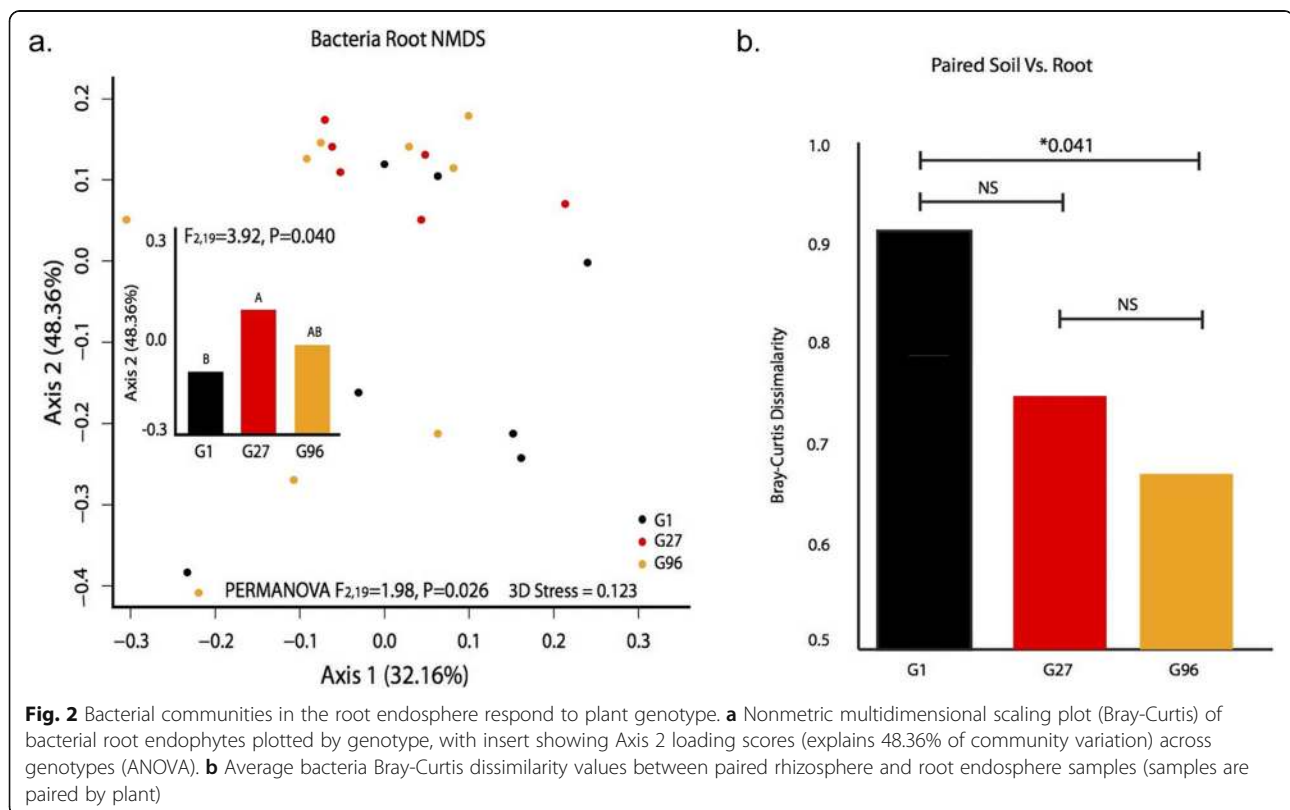 a.
Bacteria Root NMDS
0.2
0.1
0.0
−0.1
−0.2
−0.3
−0.4
Axis 2 (48.36%)
F2,19=3.92, P=0.040
0.3
0.0
-0.3
Axis 2 (48.36%)
B
A
AB
G1
G27
G96
G1
G27
G96
PERMANOVA F2,19=1.98, P=0.026 3D Stress = 0.123
−0.3
−0.2
−0.1
0.0
0.1
0.2
0.3
Axis 1 (32.16%)
b.
Paired Soil Vs. Root
1.0
0.9
0.8
0.7
0.6
0.5
Bray-Curtis Dissimalarity
*0.041
NS
NS
G1
G27
G96
Fig. 2 Bacterial communities in the root endosphere respond to plant genotype. a Nonmetric multidimensional scaling plot (Bray-Curtis) of
bacterial root endophytes plotted by genotype, with insert showing Axis 2 loading scores (explains 48.36% of community variation) across
genotypes (ANOVA). b Average bacteria Bray-Curtis dissimilarity values between paired rhizosphere and root endosphere samples (samples are
paired by plant)